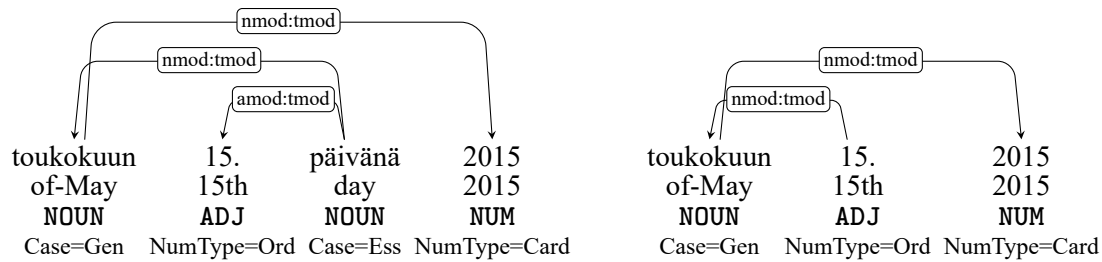 nmod:tmod
nmod:tmod
amod:tmod
toukokuun 15. päivänä 2015
of-May 15th day 2015
NOUN ADJ NOUN NUM
Case=Gen NumType=Ord Case=Ess NumType=Card
nmod:tmod
nmod:tmod
toukokuun 15. 2015
of-May 15th 2015
NOUN ADJ NUM
Case=Gen NumType=Ord NumType=Card